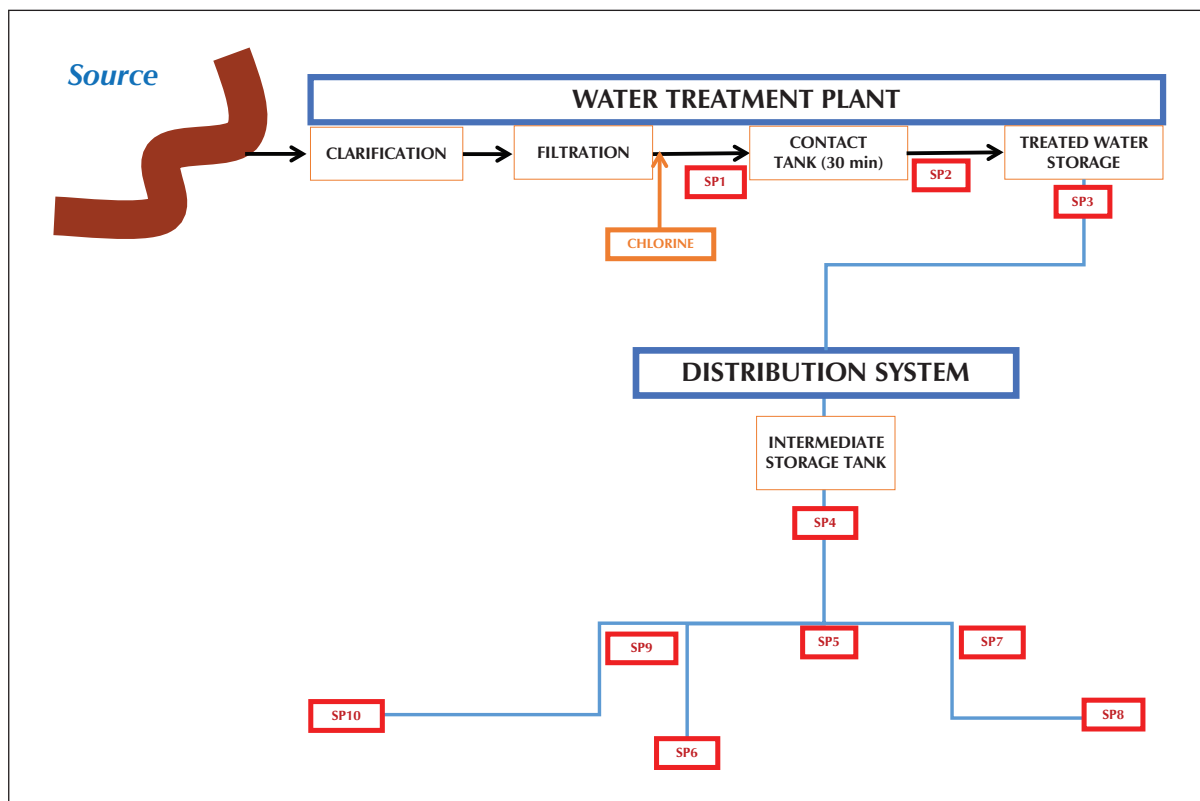 Source
WATER TREATMENT PLANT
CLARIFICATION
FILTRATION
CONTACT
TANK (30 min)
TREATED WATER
STORAGE
SP1
SP2
SP3
CHLORINE
DISTRIBUTION SYSTEM
INTERMEDIATE
STORAGE TANK
SP4
SP9
SP5
SP7
SP10
SP8
SP6